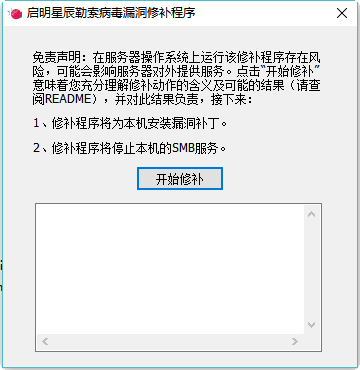 启明星辰勒索病毒漏洞修补程序
免责声明：在服务器操作系统上运行该修补程序存在风
险，可能会影响服务器对外提供服务。点击“开始修补”
意味着您充分理解修补动作的含义及可能的结果（请查
阅README），并对此结果负责，接下来：
1、修补程序将为本机安装漏洞补丁。
2、修补程序将停止本机的SMB服务。
开始修补